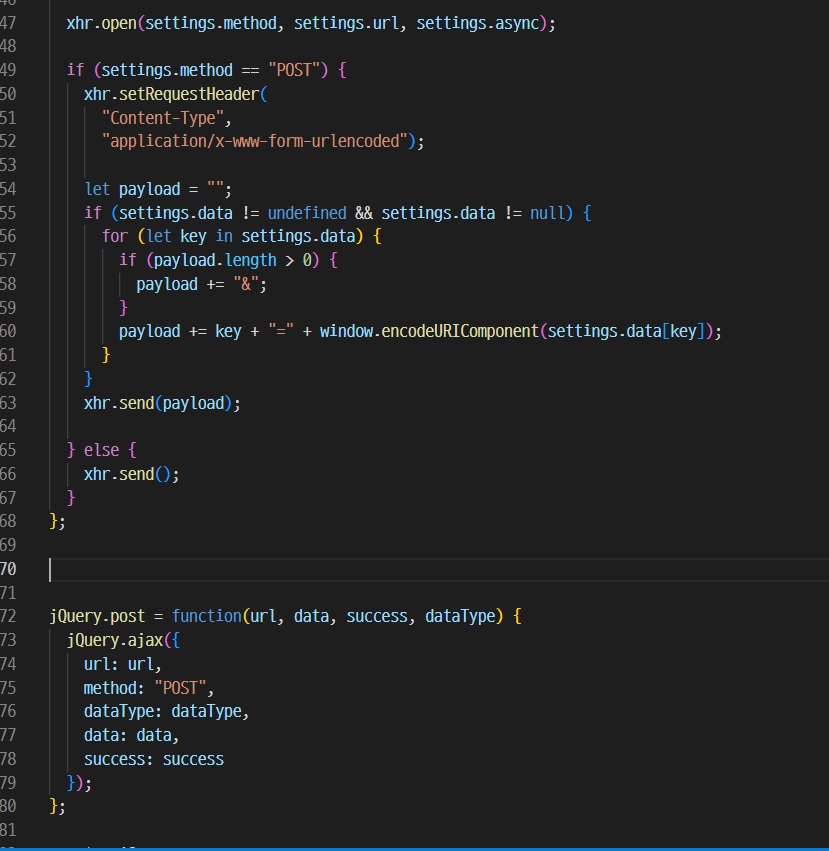 47 xhr.open(settings.method, settings.url, settings.async);
48
49 if (settings.method == "POST") {
50 xhr.setRequestHeader(
51 "Content-Type",
52 "application/x-www-form-urlencoded");
53
54 let payload = "";
55 if (settings.data != undefined && settings.data != null) {
56 for (let key in settings.data) {
57 if (payload.length > 0) {
58 payload += "&";
59 }
60 payload += key + "=" + window.encodeURIComponent(settings.data[key]);
61 }
62 }
63 xhr.send(payload);
64
65 } else {
66 xhr.send();
67 }
68 };
69
70
71
72 jQuery.post = function(url, data, success, dataType) {
73 jQuery.ajax({
74 url: url,
75 method: "POST",
76 dataType: dataType,
77 data: data,
78 success: success
79 });
80 };
81